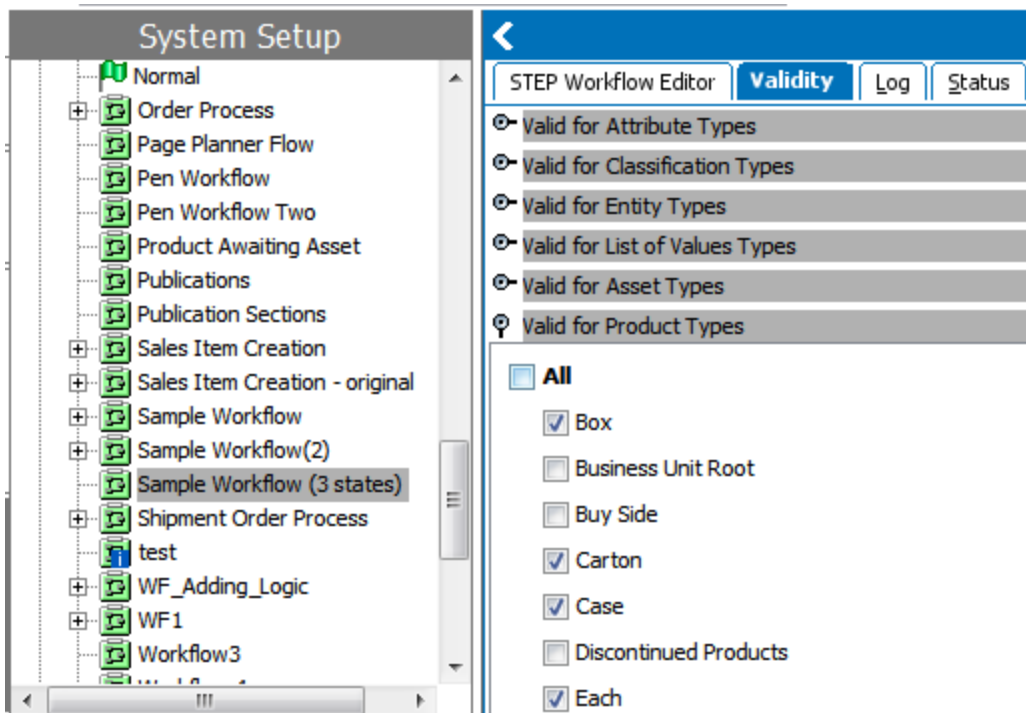 System Setup
Normal
Order Process
Page Planner Flow
Pen Workflow
Pen Workflow Two
Product Awaiting Asset
Publications
Publication Sections
Sales Item Creation
Sales Item Creation - original
Sample Workflow
Sample Workflow(2)
Sample Workflow (3 states)
Shipment Order Process
test
WF_Adding_Logic
WF1
Workflow3
STEP Workflow Editor Validity Log Status
Valid for Attribute Types
Valid for Classification Types
Valid for Entity Types
Valid for List of Values Types
Valid for Asset Types
Valid for Product Types
All
Box
Business Unit Root
Buy Side
Carton
Case
Discontinued Products
Each